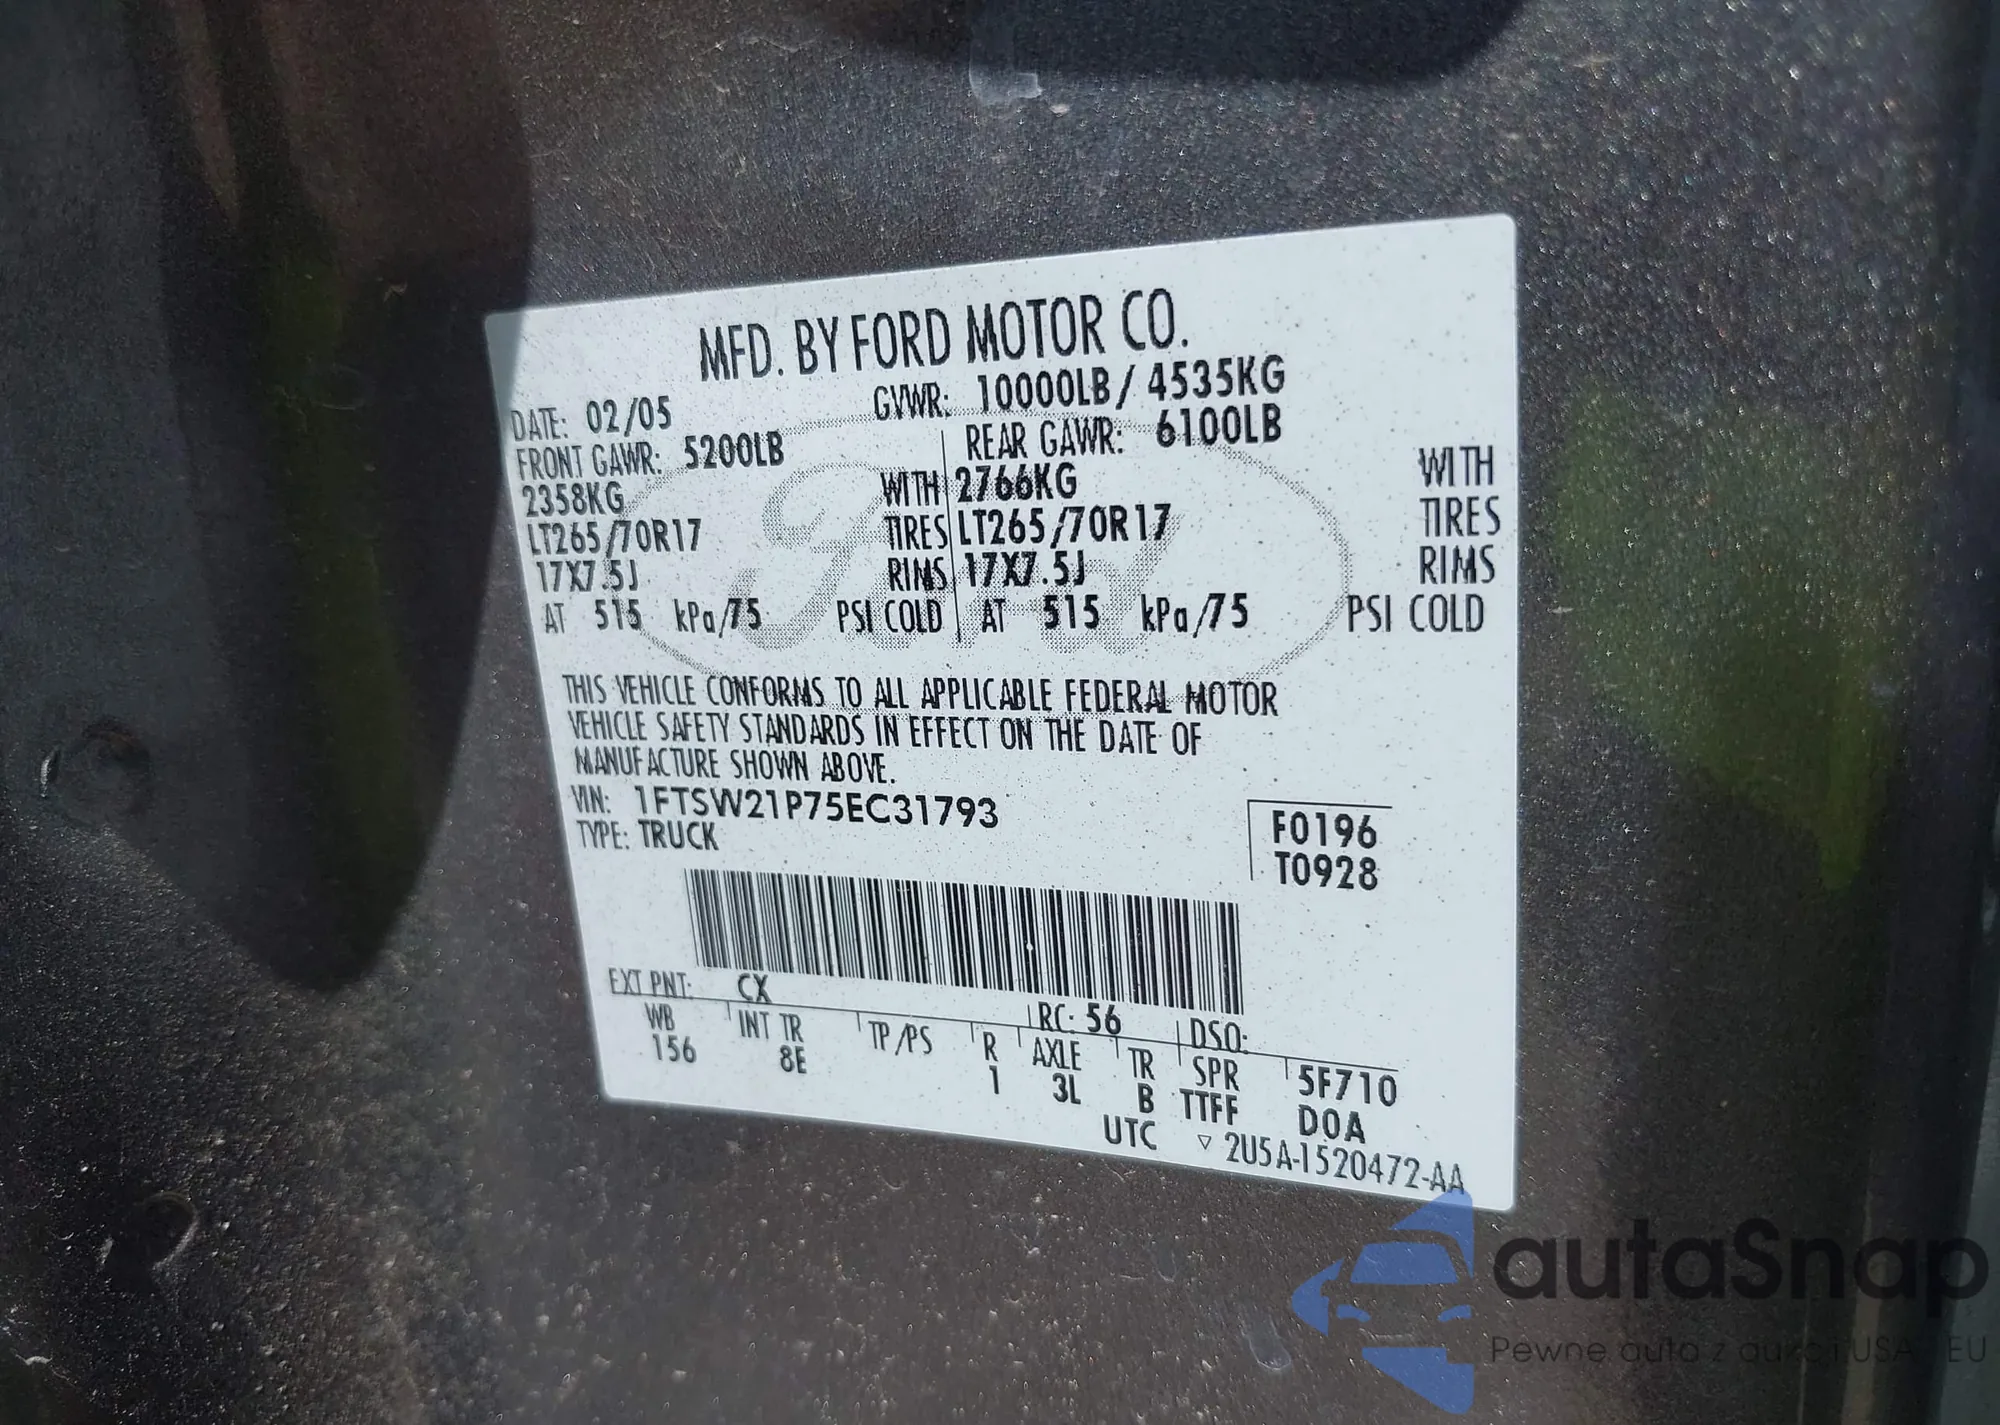 MFD. BY FORD MOTOR CO.
DATE: 02/05 GVWR: 10000LB / 4535KG
FRONT GAWR: 5200LB REAR GAWR: 6100LB
2358KG WITH 2766KG WITH
LT265/70R17 TIRES LT265/70R17 TIRES
17X7.5J RIMS 17X7.5J RIMS
AT 515 kPa/75 PSI COLD AT 515 kPa/75 PSI COLD
THIS VEHICLE CONFORMS TO ALL APPLICABLE FEDERAL MOTOR
VEHICLE SAFETY STANDARDS IN EFFECT ON THE DATE OF
MANUFACTURE SHOWN ABOVE.
VIN: 1FTSW21P75EC31793
TYPE: TRUCK
F0196
T0928
EXT PNT: CX RC: 56 DSO:
WB INT TR TP/PS R AXLE TR SPR 5F710
156 8E 1 3L B TTFF DOA
UTC ▽ 2U5A-1520472-AA
autaSnap
Pewne auta z aukcji USA EU